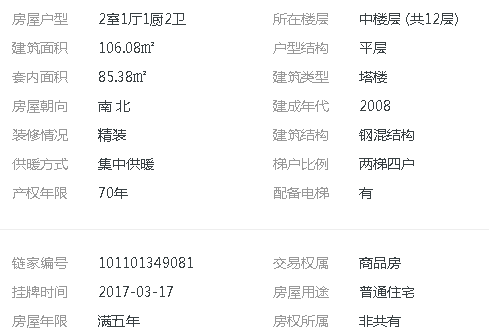 房屋户型 2室1厅1厨2卫 所在楼层 中楼层 (共12层)
建筑面积 106.08㎡ 户型结构 平层
套内面积 85.38㎡ 建筑类型 塔楼
房屋朝向 南 北 建成年代 2008
装修情况 精装 建筑结构 钢混结构
供暖方式 集中供暖 梯户比例 两梯四户
产权年限 70年 配备电梯 有
链家编号 101101349081 交易权属 商品房
挂牌时间 2017-03-17 房屋用途 普通住宅
房屋年限 满五年 房权所属 非共有